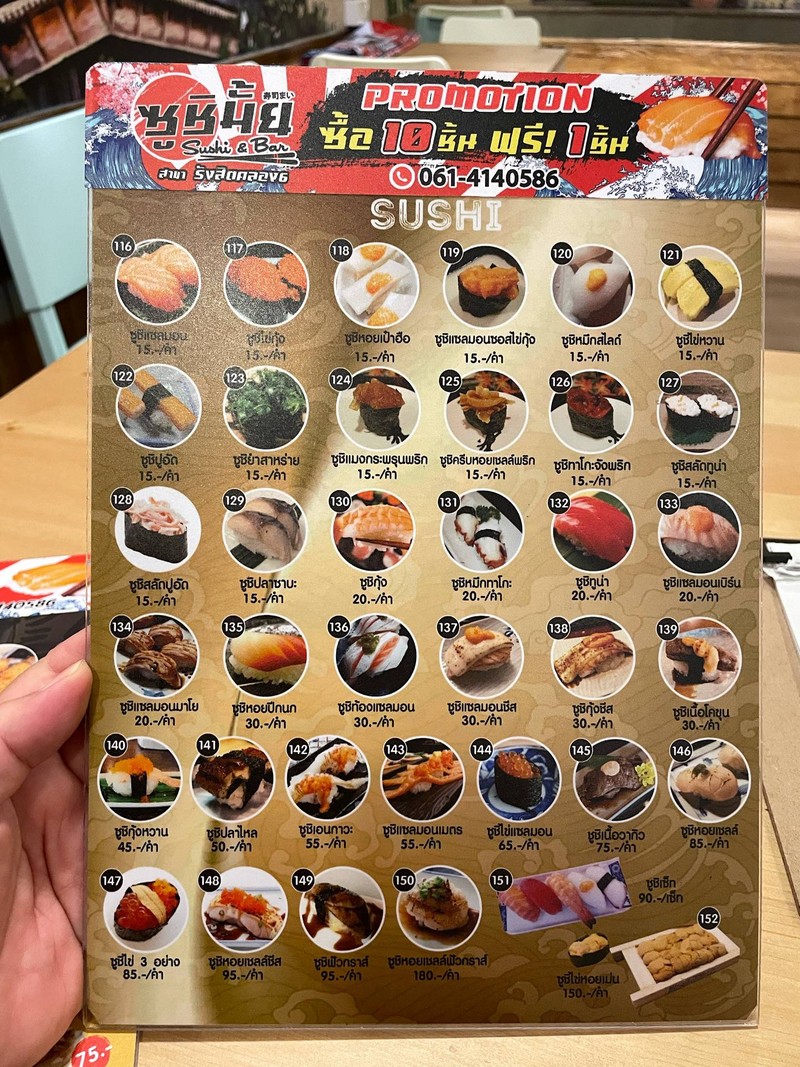 ซูชิมั้ย
寿司まい
Sushi & Bar
สาขา รังสิตคลอง6
PROMOTION
ซื้อ 10 ชิ้น ฟรี! 1 ชิ้น
061-4140586
SUSHI
116
ซูชิแซลมอน
15.-/คำ
117
ซูชิไข่กุ้ง
15.-/คำ
118
ซูชิหอยเป๋าฮือ
15.-/คำ
119
ซูชิแซลมอนซอสไข่กุ้ง
15.-/คำ
120
ซูชิหมึกสไลด์
15.-/คำ
121
ซูชิไข่หวาน
15.-/คำ
122
ซูชิปูอัด
15.-/คำ
123
ซูชิยำสาหร่าย
15.-/คำ
124
ซูชิแมงกระพรุนพริก
15.-/คำ
125
ซูชิครีบหอยเชลล์พริก
15.-/คำ
126
ซูชิทาโกะจังพริก
15.-/คำ
127
ซูชิสลัดทูน่า
15.-/คำ
128
ซูชิสลัดปูอัด
15.-/คำ
129
ซูชิปลาซาบะ
15.-/คำ
130
ซูชิกุ้ง
20.-/คำ
131
ซูชิหมึกทาโกะ
20.-/คำ
132
ซูชิทูน่า
20.-/คำ
133
ซูชิแซลมอนเบิร์น
20.-/คำ
134
ซูชิแซลมอนมาโย
20.-/คำ
135
ซูชิหอยปีกนก
30.-/คำ
136
ซูชิท้องแซลมอน
30.-/คำ
137
ซูชิแซลมอนชีส
30.-/คำ
138
ซูชิกุ้งชีส
30.-/คำ
139
ซูชิเนื้อโคขุน
30.-/คำ
140
ซูชิกุ้งหวาน
45.-/คำ
141
ซูชิปลาไหล
50.-/คำ
142
ซูชิเอนกาวะ
55.-/คำ
143
ซูชิแซลมอนเมตร
55.-/คำ
144
ซูชิไข่แซลมอน
65.-/คำ
145
ซูชิเนื้อวากิว
75.-/คำ
146
ซูชิหอยเชลล์
85.-/คำ
147
ซูชิไข่ 3 อย่าง
85.-/คำ
148
ซูชิหอยเชลล์ชีส
95.-/คำ
149
ซูชิฟัวกราส์
95.-/คำ
150
ซูชิหอยเชลล์ฟัวกราส์
180.-/คำ
151
ซูชิเซ็ท
90.-/เซ็ท
152
ซูชิไข่หอยเม่น
150.-/คำ
140586
75.-